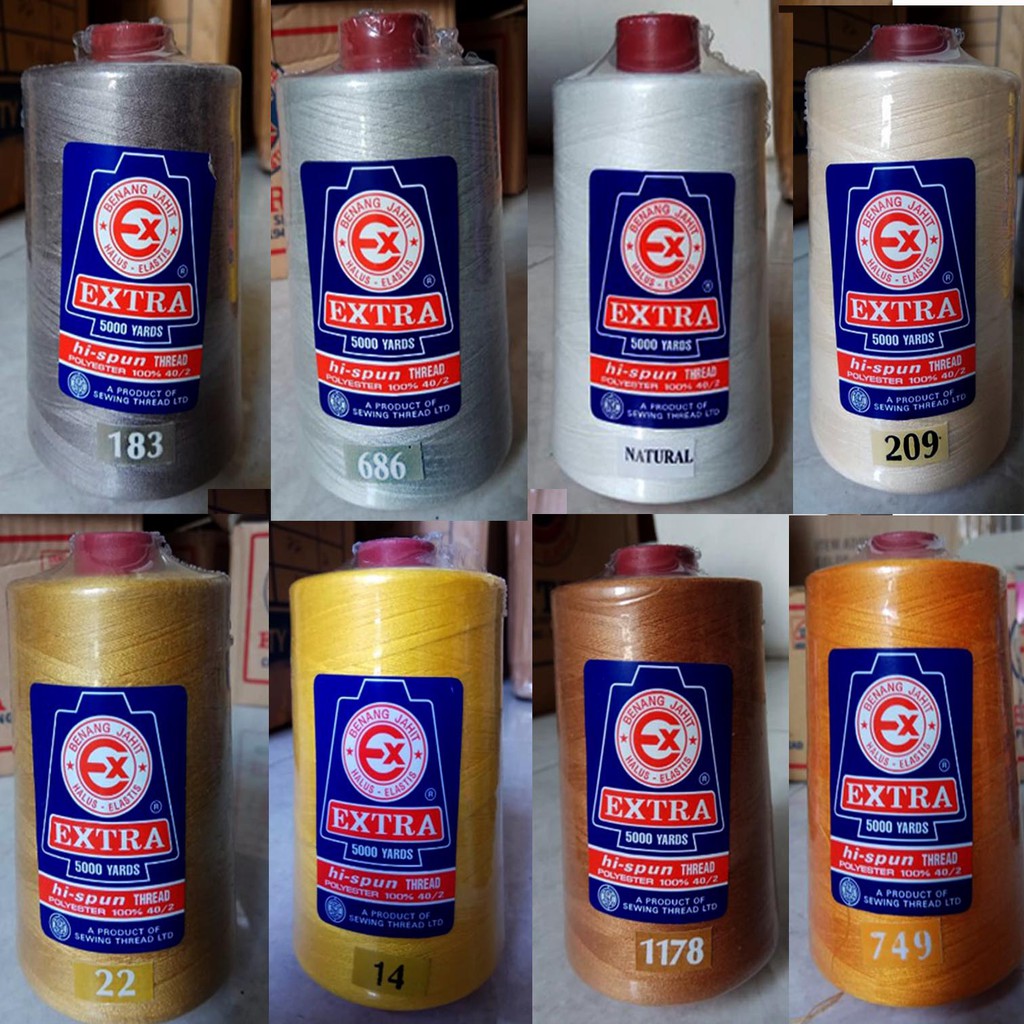 BENANG JAHIT
EX
HALUS - ELASTIS
®
EXTRA
5000 YARDS
hi-spun THREAD
POLYESTER 100% 40/2
A PRODUCT OF
SEWING THREAD LTD
183
BENANG JAHIT
EX
HALUS - ELASTIS
®
EXTRA
5000 YARDS
hi-spun THREAD
POLYESTER 100% 40/2
A PRODUCT OF
SEWING THREAD LTD
686
BENANG JAHIT
EX
HALUS - ELASTIS
®
EXTRA
5000 YARDS
hi-spun THREAD
POLYESTER 100% 40/2
A PRODUCT OF
SEWING THREAD LTD
NATURAL
BENANG JAHIT
EX
HALUS - ELASTIS
®
EXTRA
5000 YARDS
hi-spun THREAD
POLYESTER 100% 40/2
A PRODUCT OF
SEWING THREAD LTD
209
BENANG JAHIT
EX
HALUS - ELASTIS
®
EXTRA
5000 YARDS
hi-spun THREAD
POLYESTER 100% 40/2
A PRODUCT OF
SEWING THREAD LTD
22
BENANG JAHIT
EX
HALUS - ELASTIS
®
EXTRA
5000 YARDS
hi-spun THREAD
POLYESTER 100% 40/2
A PRODUCT OF
SEWING THREAD LTD
14
BENANG JAHIT
EX
HALUS - ELASTIS
®
EXTRA
5000 YARDS
hi-spun THREAD
POLYESTER 100% 40/2
A PRODUCT OF
SEWING THREAD LTD
1178
BENANG JAHIT
EX
HALUS - ELASTIS
®
EXTRA
5000 YARDS
hi-spun THREAD
POLYESTER 100% 40/2
A PRODUCT OF
SEWING THREAD LTD
749